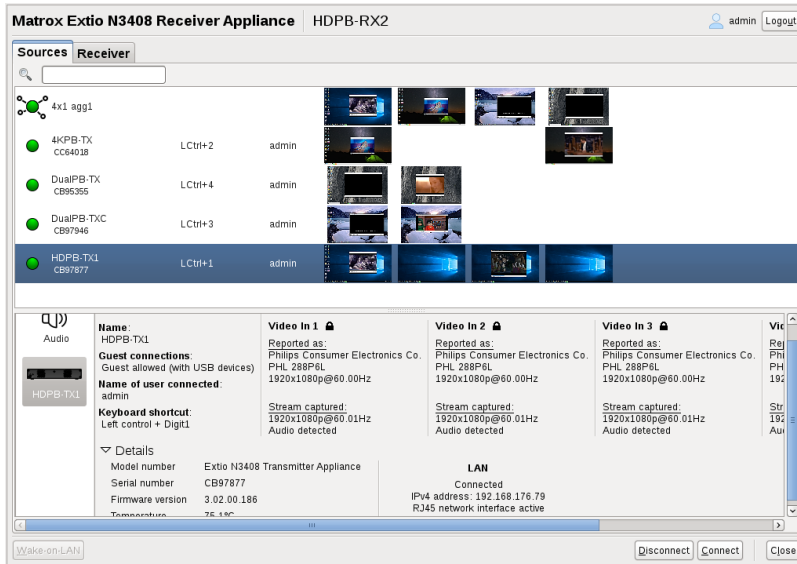 Matrox Extio N3408 Receiver Appliance HDPB-RX2 admin Logout
Sources Receiver
4x1 agg1
4KPB-TX
CC64018 LCtrl+2 admin
DualPB-TX
CB95355 LCtrl+4 admin
DualPB-TXC
CB97946 LCtrl+3 admin
HDPB-TX1
CB97877 LCtrl+1 admin
Audio
HDPB-TX1
Name:
HDPB-TX1
Guest connections:
Guest allowed (with USB devices)
Name of user connected:
admin
Keyboard shortcut:
Left control + Digit1
Video In 1
Reported as:
Philips Consumer Electronics Co.
PHL 288P6L
1920x1080p@60.00Hz
Stream captured:
1920x1080p@60.01Hz
Audio detected
Video In 2
Reported as:
Philips Consumer Electronics Co.
PHL 288P6L
1920x1080p@60.00Hz
Stream captured:
1920x1080p@60.01Hz
Audio detected
Video In 3
Reported as:
Philips Consumer Electronics Co.
PHL 288P6L
1920x1080p@60.00Hz
Stream captured:
1920x1080p@60.01Hz
Audio detected
Details
Model number Extio N3408 Transmitter Appliance
Serial number CB97877
Firmware version 3.02.00.186
Temperature 75.1°C
LAN
Connected
IPv4 address: 192.168.176.79
RJ45 network interface active
Wake-on-LAN Disconnect Connect Close